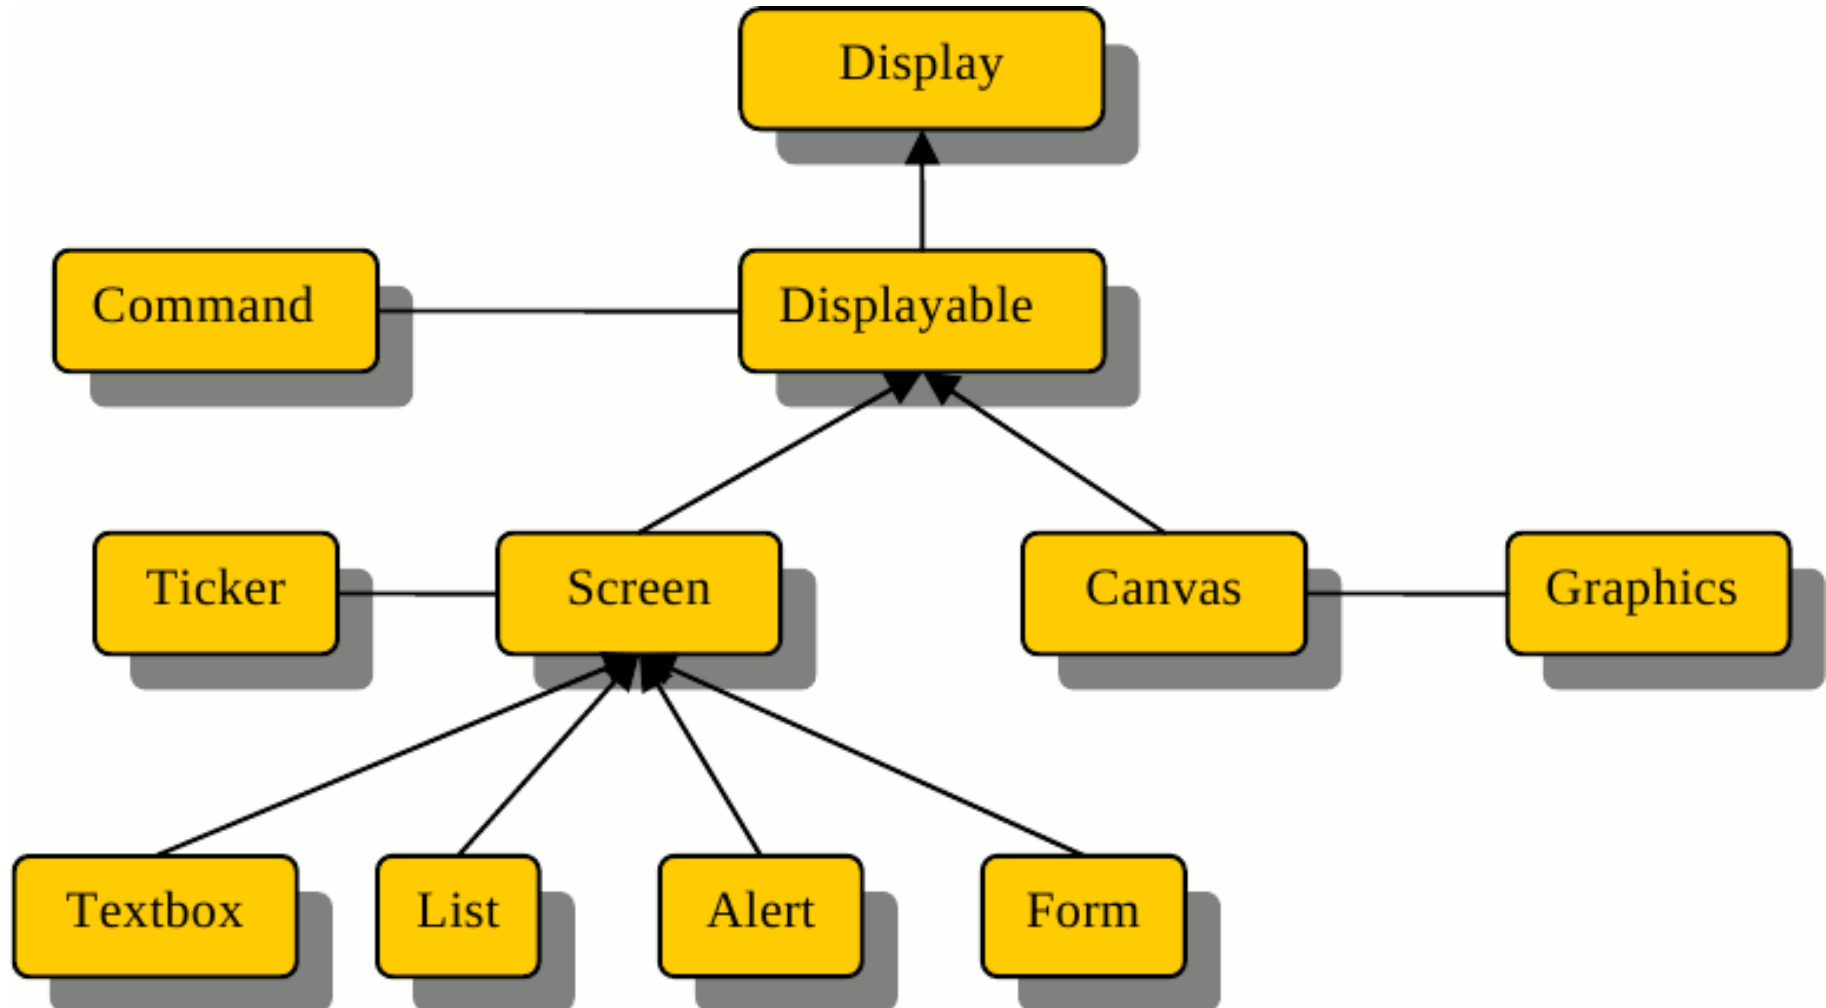 Display
Command
Displayable
Ticker
Screen
Canvas
Graphics
Textbox
List
Alert
Form